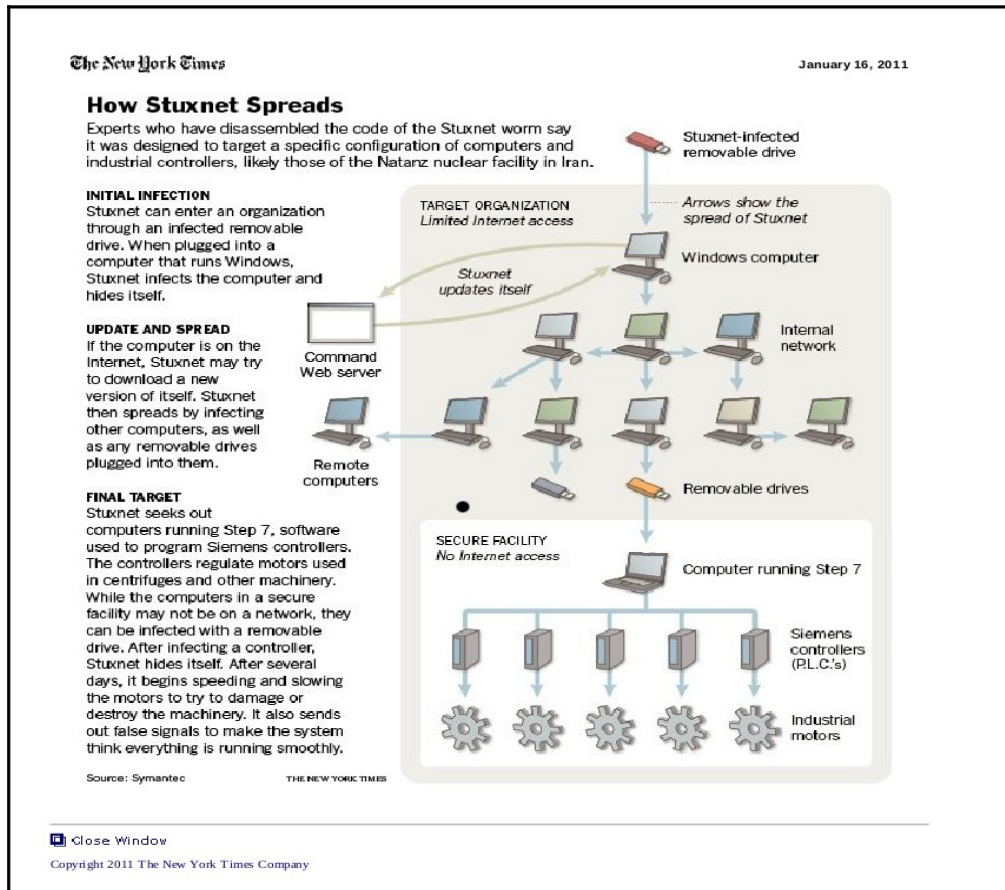 The New York Times
January 16, 2011
How Stuxnet Spreads
Experts who have disassembled the code of the Stuxnet worm say
it was designed to target a specific configuration of computers and
industrial controllers, likely those of the Natanz nuclear facility in Iran.
INITIAL INFECTION
Stuxnet can enter an organization
through an infected removable
drive. When plugged into a
computer that runs Windows,
Stuxnet infects the computer and
hides itself.
UPDATE AND SPREAD
If the computer is on the
Internet, Stuxnet may try
to download a new
version of itself. Stuxnet
then spreads by infecting
other computers, as well
as any removable drives
plugged into them.
FINAL TARGET
Stuxnet seeks out
computers running Step 7, software
used to program Siemens controllers.
The controllers regulate motors used
in centrifuges and other machinery.
While the computers in a secure
facility may not be on a network, they
can be infected with a removable
drive. After infecting a controller,
Stuxnet hides itself. After several
days, it begins speeding and slowing
the motors to try to damage or
destroy the machinery. It also sends
out false signals to make the system
think everything is running smoothly.
Source: Symantec
THE NEW YORK TIMES
Stuxnet-infected
removable drive
TARGET ORGANIZATION
Limited Internet access
Arrows show the
spread of Stuxnet
Windows computer
Stuxnet
updates itself
Command
Web server
Internal
network
Remote
computers
Removable drives
SECURE FACILITY
No Internet access
Computer running Step 7
Siemens
controllers
(P.L.C.'s)
Industrial
motors
Close Window
Copyright 2011 The New York Times Company